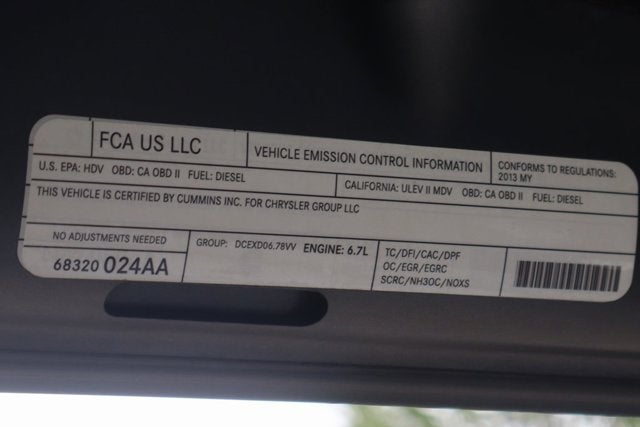 FCA US LLC
VEHICLE EMISSION CONTROL INFORMATION
CONFORMS TO REGULATIONS:
2013 MY
U.S. EPA: HDV OBD: CA OBD II FUEL: DIESEL
CALIFORNIA: ULEV II MDV OBD: CA OBD II FUEL: DIESEL
THIS VEHICLE IS CERTIFIED BY CUMMINS INC. FOR CHRYSLER GROUP LLC
NO ADJUSTMENTS NEEDED
68320 024AA
GROUP: DCEXD06.78VV ENGINE: 6.7L
TC/DFI/CAC/DPF
OC/EGR/EGRC
SCRC/NH3OC/NOXS